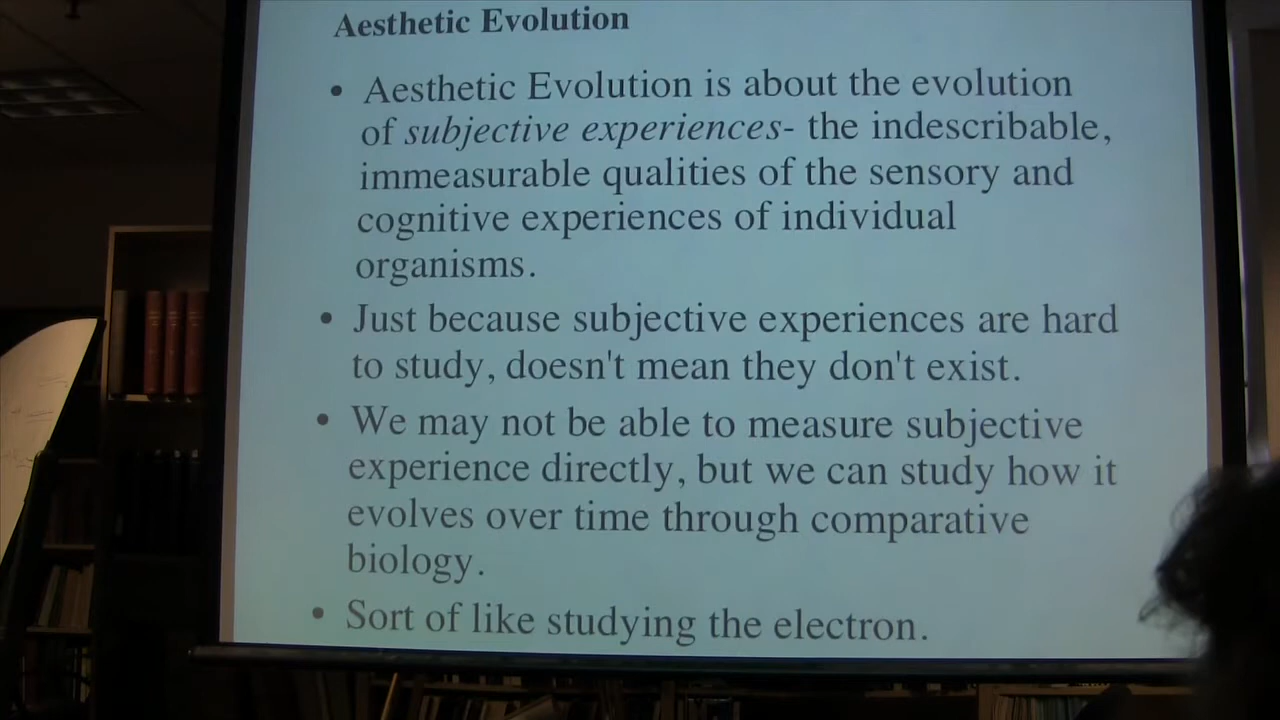 Aesthetic Evolution
• Aesthetic Evolution is about the evolution
of subjective experiences- the indescribable,
immeasurable qualities of the sensory and
cognitive experiences of individual
organisms.
• Just because subjective experiences are hard
to study, doesn't mean they don't exist.
• We may not be able to measure subjective
experience directly, but we can study how it
evolves over time through comparative
biology.
• Sort of like studying the electron.